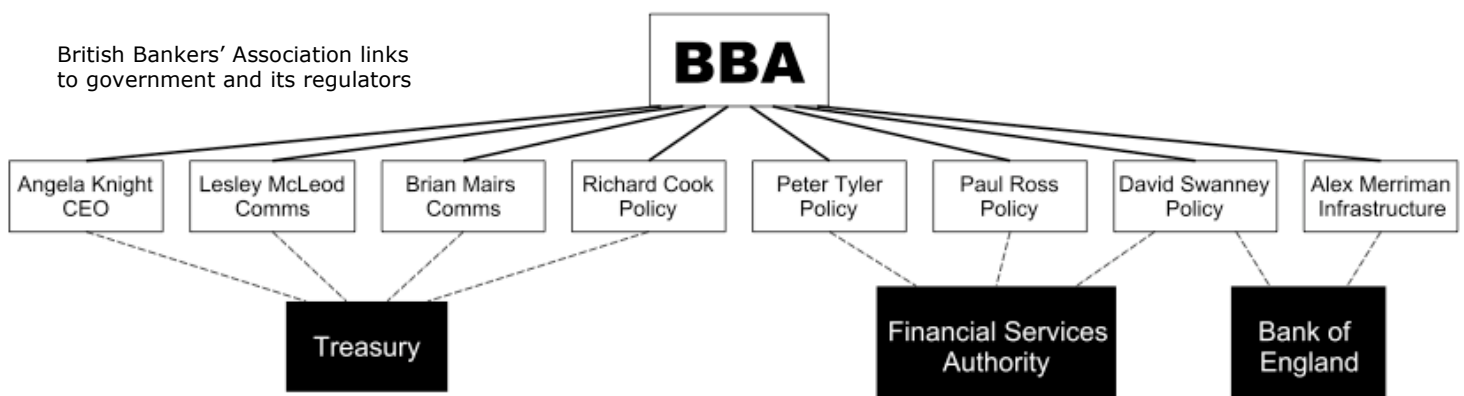 British Bankers’ Association links
to government and its regulators
BBA
Angela Knight
CEO
Lesley McLeod
Comms
Brian Mairs
Comms
Richard Cook
Policy
Peter Tyler
Policy
Paul Ross
Policy
David Swanney
Policy
Alex Merriman
Infrastructure
Treasury
Financial Services
Authority
Bank of
England